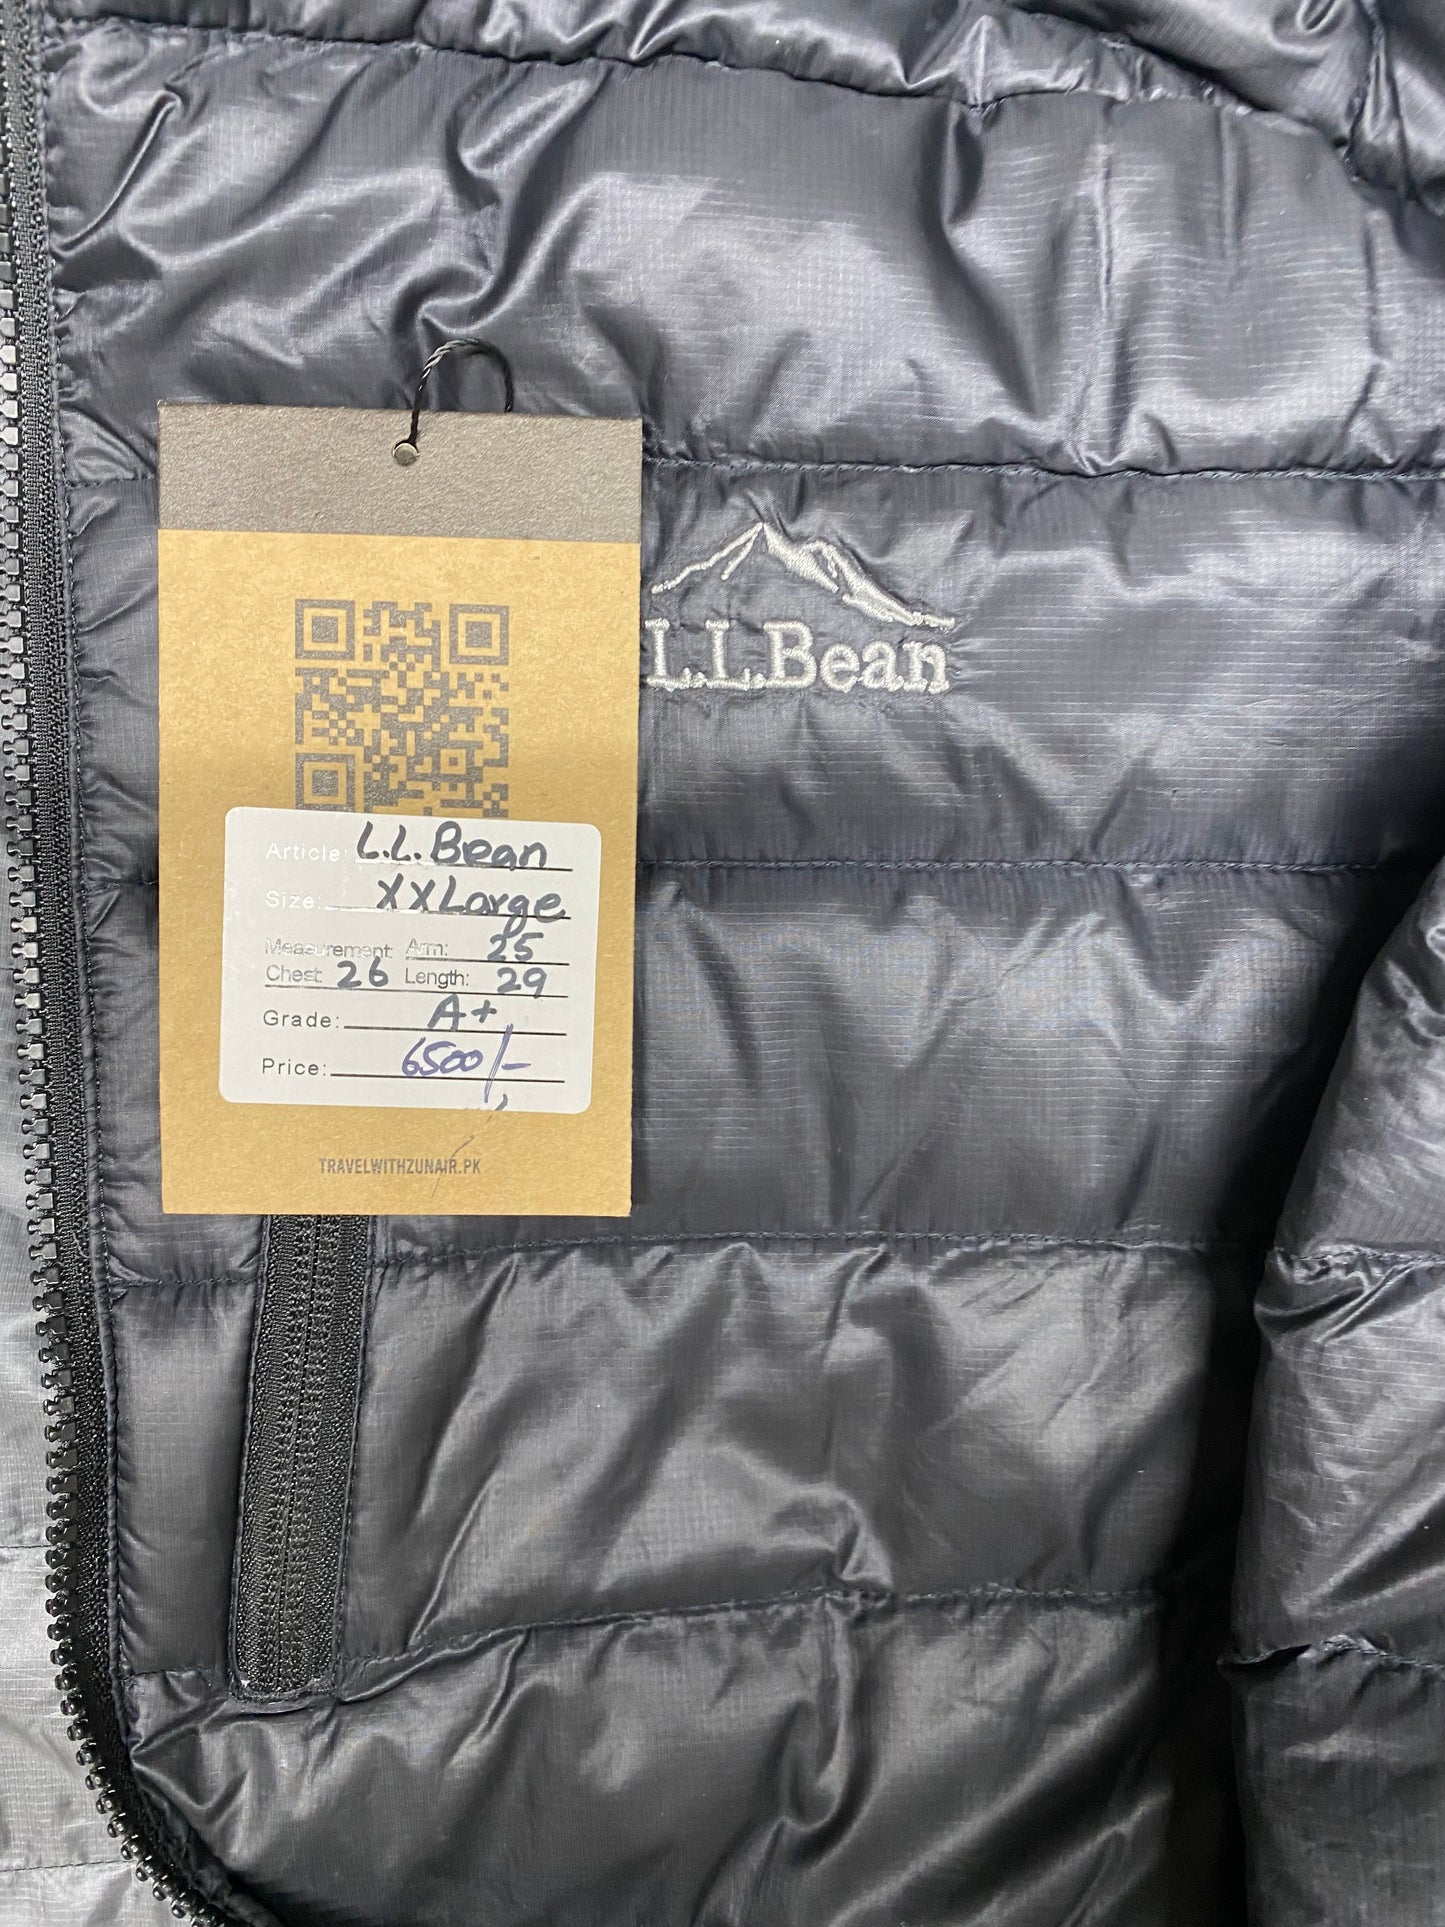 L.L.Bean
Article: L.L.Bean
Size: XXLarge
Measurement: Arm: 25
Chest: 26 Length: 29
Grade: A+
Price: 6500/-
TRAVELWITHZUNAIR.PK